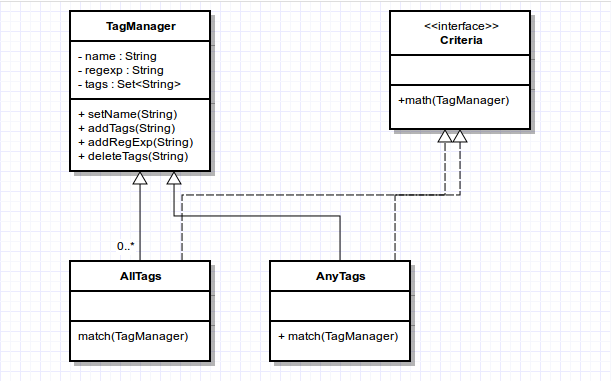 TagManager
- name : String
- regexp : String
- tags : Set<String>
+ setName(String)
+ addTags(String)
+ addRegExp(String)
+ deleteTags(String)
<<interface>>
Criteria
+math(TagManager)
0..*
AllTags
match(TagManager)
AnyTags
+ match(TagManager)